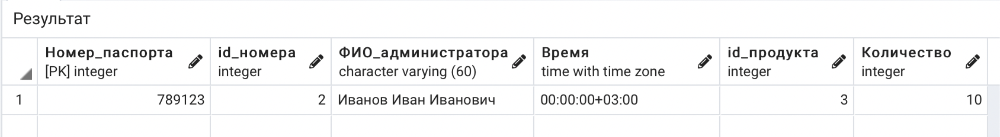 Результат
Номер_паспорта id_номера ФИО_администратора Время id_продукта Количество
[PK] integer integer character varying (60) time with time zone integer integer
1 789123 2 Иванов Иван Иванович 00:00:00+03:00 3 10